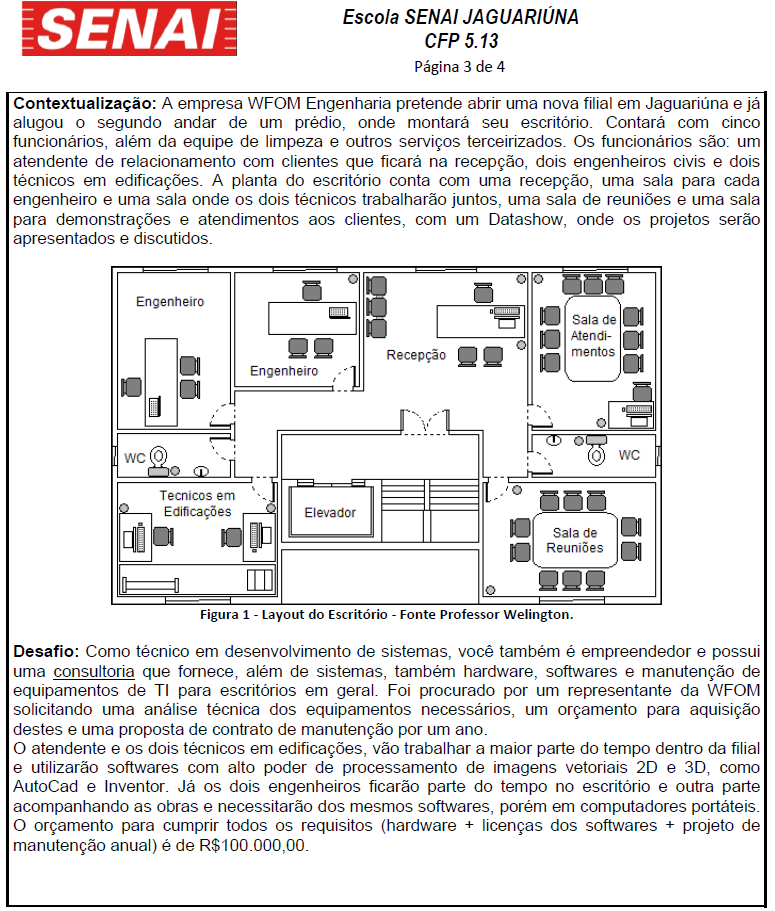 SENAI
Escola SENAI JAGUARIÚNA
CFP 5.13
Página 3 de 4
Contextualização: A empresa WFOM Engenharia pretende abrir uma nova filial em Jaguariúna e já
alugou o segundo andar de um prédio, onde montará seu escritório. Contará com cinco
funcionários, além da equipe de limpeza e outros serviços terceirizados. Os funcionários são: um
atendente de relacionamento com clientes que ficará na recepção, dois engenheiros civis e dois
técnicos em edificações. A planta do escritório conta com uma recepção, uma sala para cada
engenheiro e uma sala onde os dois técnicos trabalharão juntos, uma sala de reuniões e uma sala
para demonstrações e atendimentos aos clientes, com um Datashow, onde os projetos serão
apresentados e discutidos.
Engenheiro
Engenheiro
Recepção
Sala de
Atendi-
mentos
WC
WC
Tecnicos em
Edificações
Elevador
Sala de
Reuniões
Figura 1 - Layout do Escritório - Fonte Professor Welington.
Desafio: Como técnico em desenvolvimento de sistemas, você também é empreendedor e possui
uma consultoria que fornece, além de sistemas, também hardware, softwares e manutenção de
equipamentos de TI para escritórios em geral. Foi procurado por um representante da WFOM
solicitando uma análise técnica dos equipamentos necessários, um orçamento para aquisição
destes e uma proposta de contrato de manutenção por um ano.
O atendente e os dois técnicos em edificações, vão trabalhar a maior parte do tempo dentro da filial
e utilizarão softwares com alto poder de processamento de imagens vetoriais 2D e 3D, como
AutoCad e Inventor. Já os dois engenheiros ficarão parte do tempo no escritório e outra parte
acompanhando as obras e necessitarão dos mesmos softwares, porém em computadores portáteis.
O orçamento para cumprir todos os requisitos (hardware + licenças dos softwares + projeto de
manutenção anual) é de R$100.000,00.